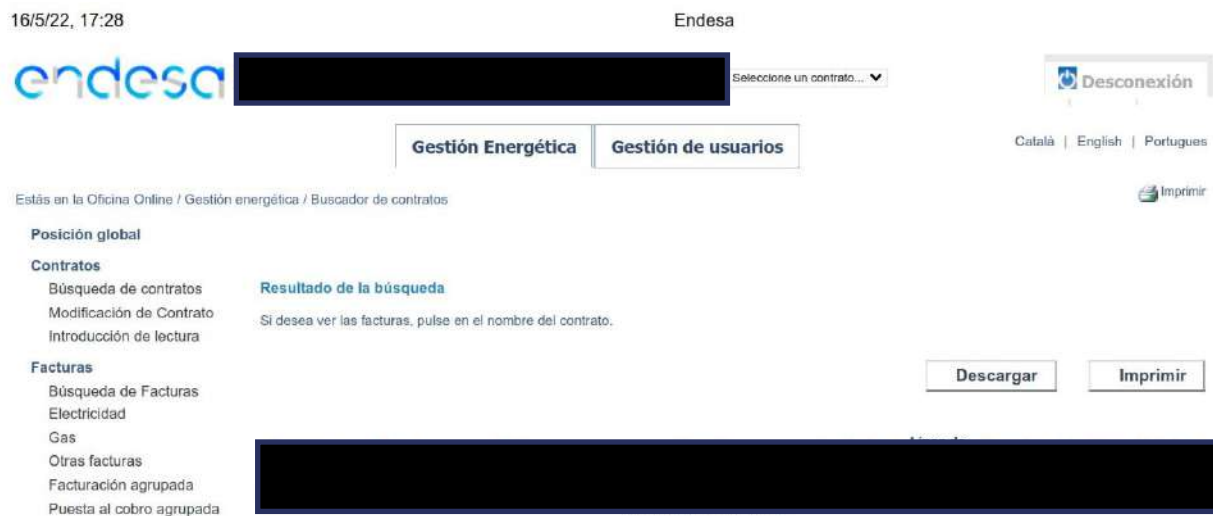 16/5/22, 17:28
Endesa
endesa
Seleccione un contrato...
Desconexión
Gestión Energética
Gestión de usuarios
Català | English | Portugues
Estás en la Oficina Online / Gestión energética / Buscador de contratos
Imprimir
Posición global
Contratos
Búsqueda de contratos
Modificación de Contrato
Introducción de lectura
Resultado de la búsqueda
Si desea ver las facturas, pulse en el nombre del contrato.
Facturas
Búsqueda de Facturas
Electricidad
Gas
Otras facturas
Facturación agrupada
Puesta al cobro agrupada
Descargar
Imprimir